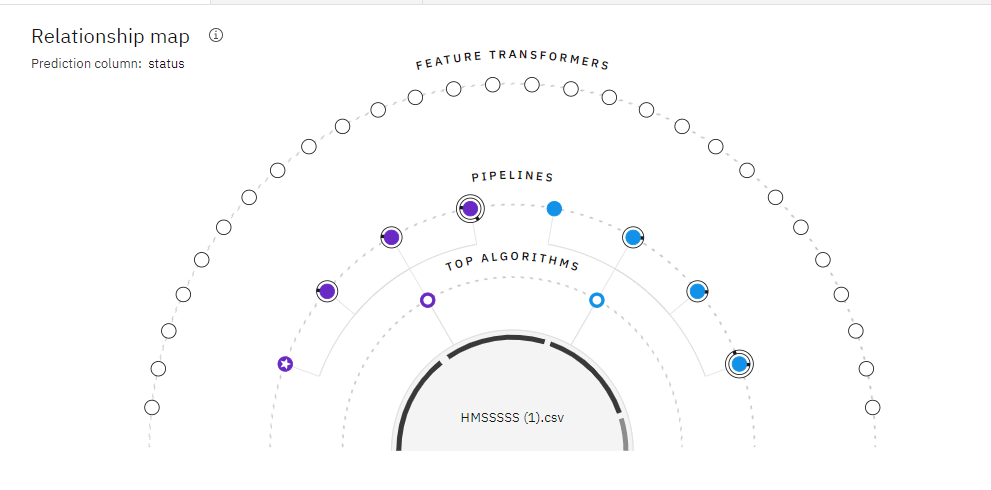 Relationship map
Prediction column: status
FEATURE TRANSFORMERS
PIPELINES
TOP ALGORITHMS
HMSSSSS (1).csv